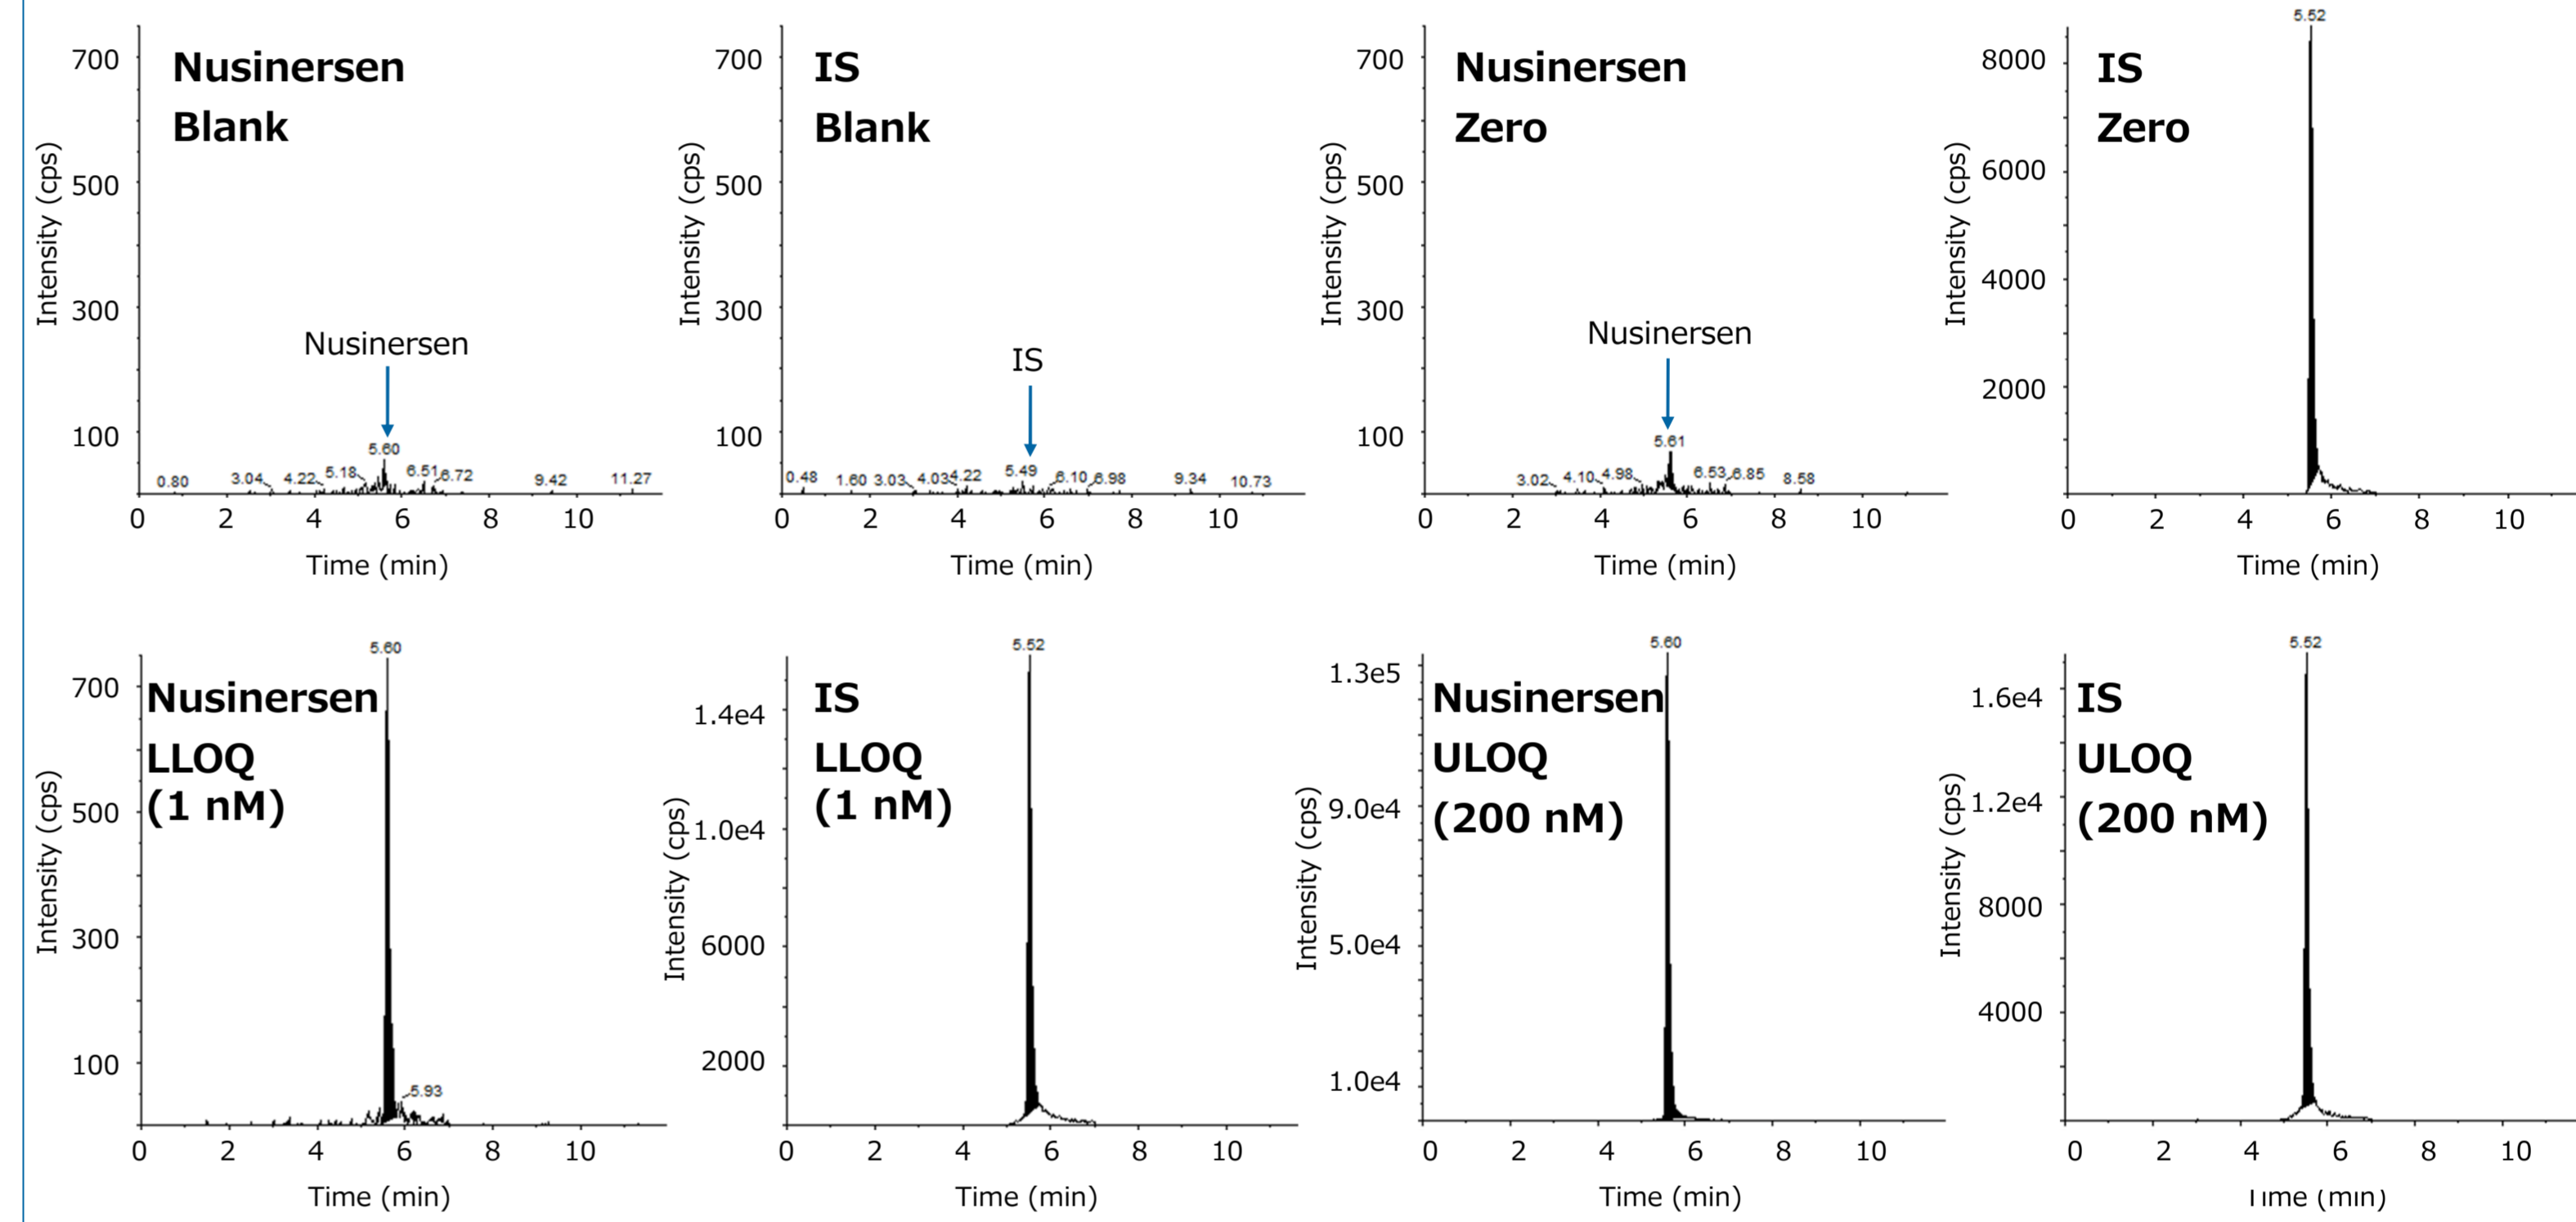 Nusinersen
Blank
Intensity (cps)
700
500
300
100
Nusinersen
0.80
3.04
4.22
5.18
5.60
6.51
6.72
9.42
11.27
0
2
4
6
8
10
Time (min)
IS
Blank
Intensity (cps)
700
500
300
100
IS
0.48
1.60
3.03
4.03
4.22
5.49
6.10
6.98
9.34
10.73
0
2
4
6
8
10
Time (min)
Nusinersen
Zero
Intensity (cps)
700
500
300
100
Nusinersen
3.02
4.10
4.98
5.61
6.53
6.85
8.58
0
2
4
6
8
10
Time (min)
5.52
IS
Zero
Intensity (cps)
8000
6000
4000
2000
0
2
4
6
8
10
Time (min)
5.60
Nusinersen
LLOQ
(1 nM)
Intensity (cps)
700
500
300
100
5.93
0
2
4
6
8
10
Time (min)
5.52
IS
LLOQ
(1 nM)
Intensity (cps)
1.4e4
1.0e4
6000
2000
0
2
4
6
8
10
Time (min)
5.60
Nusinersen
ULOQ
(200 nM)
Intensity (cps)
1.3e5
9.0e4
5.0e4
1.0e4
0
2
4
6
8
10
Time (min)
5.52
IS
ULOQ
(200 nM)
Intensity (cps)
1.6e4
1.2e4
8000
4000
0
2
4
6
8
10
Time (min)